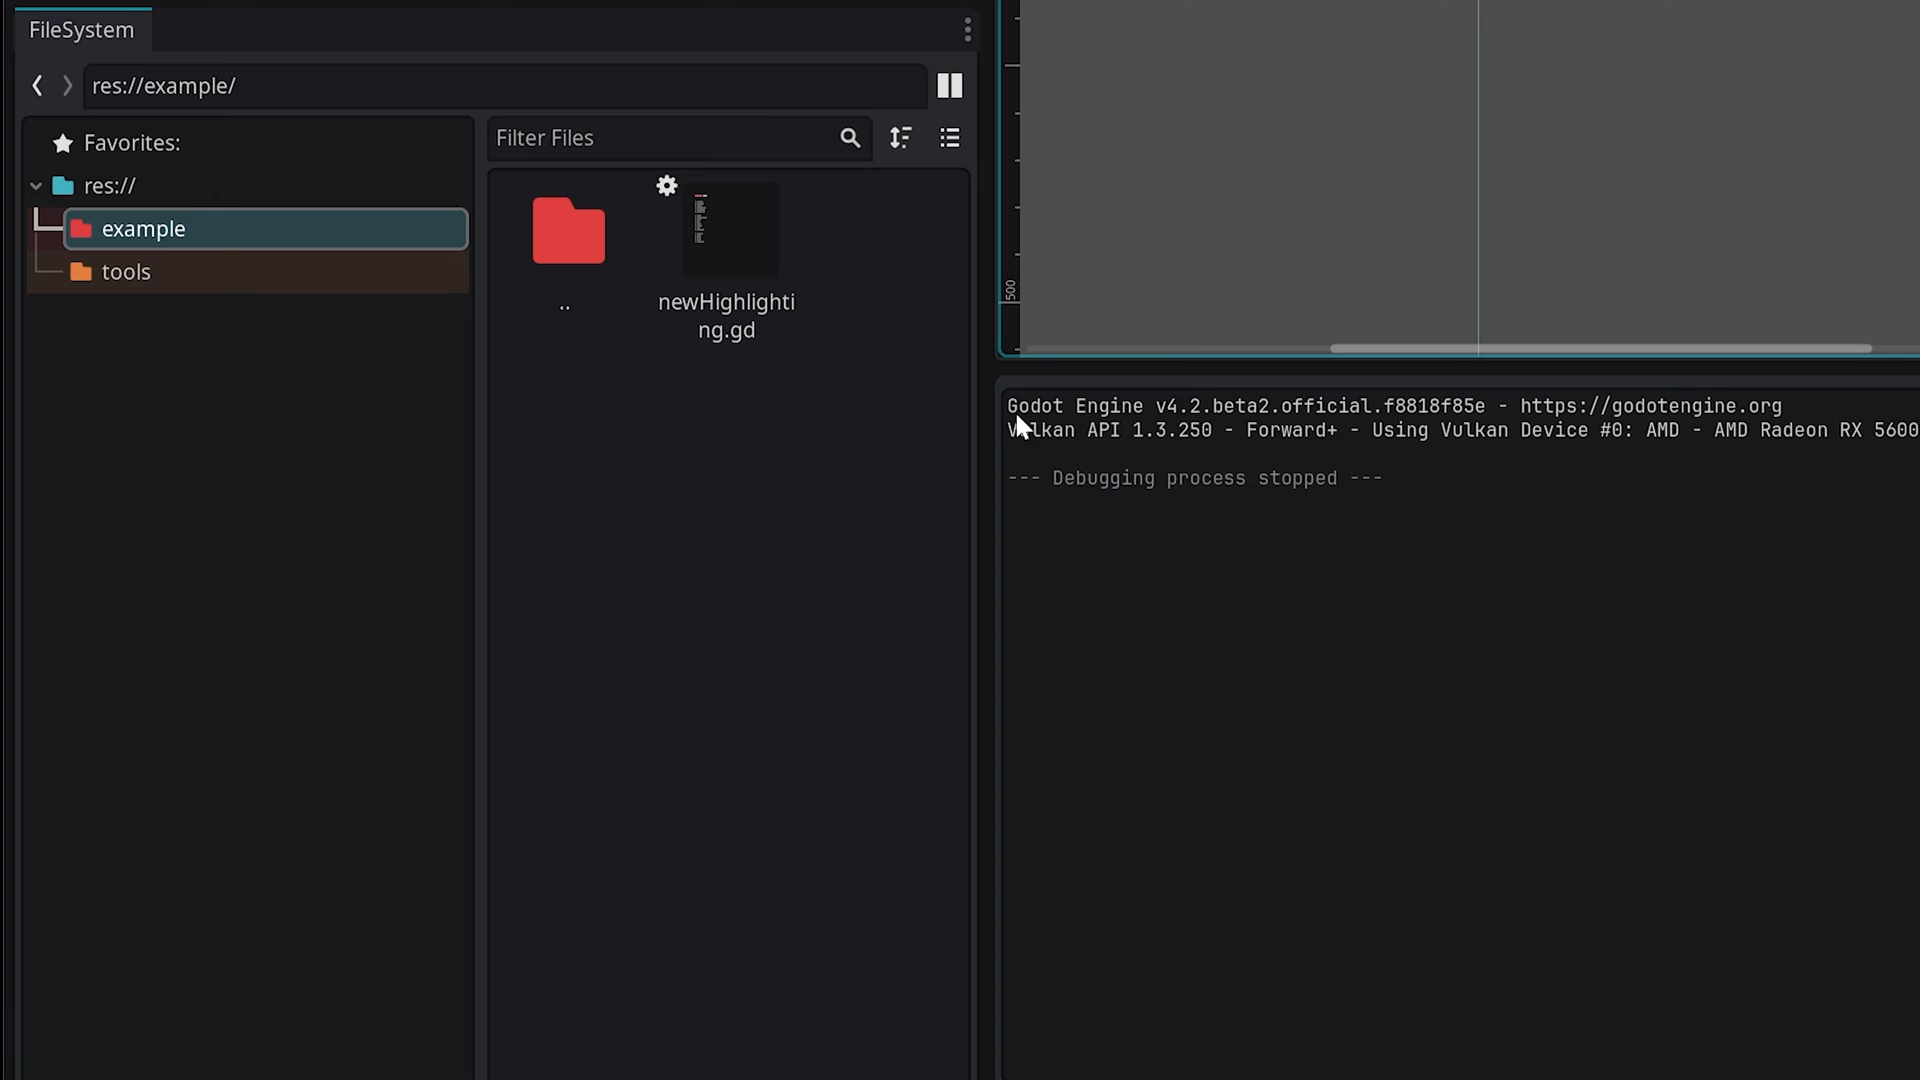 FileSystem
res://example/
Favorites:
res://
example
tools
Filter Files
..
newHighlighti
ng.gd
500
Godot Engine v4.2.beta2.official.f8818f85e - https://godotengine.org
Vulkan API 1.3.250 - Forward+ - Using Vulkan Device #0: AMD - AMD Radeon RX 5600
--- Debugging process stopped ---